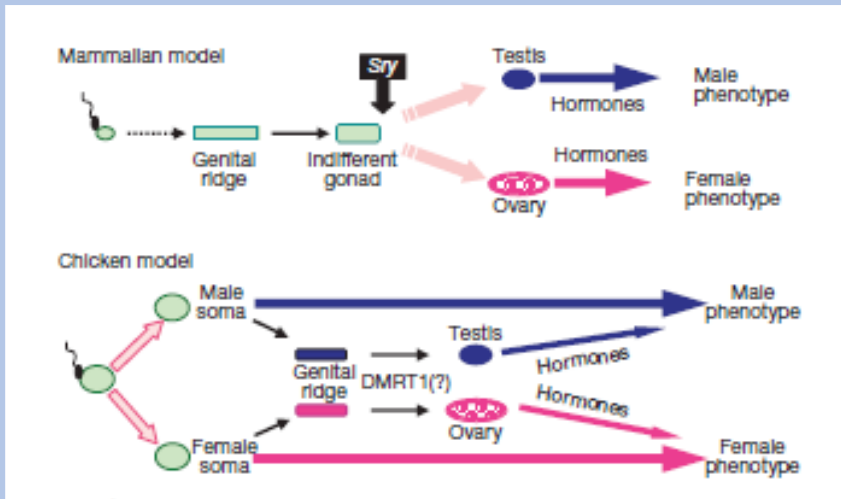 Mammalian model
Sry
Testis
Hormones
Male
phenotype
Genital
ridge
Indifferent
gonad
Hormones
Ovary
Female
phenotype
Chicken model
Male
soma
Male
phenotype
Testis
Hormones
Genital
ridge
DMRT1(?)
Hormones
Ovary
Female
soma
Female
phenotype